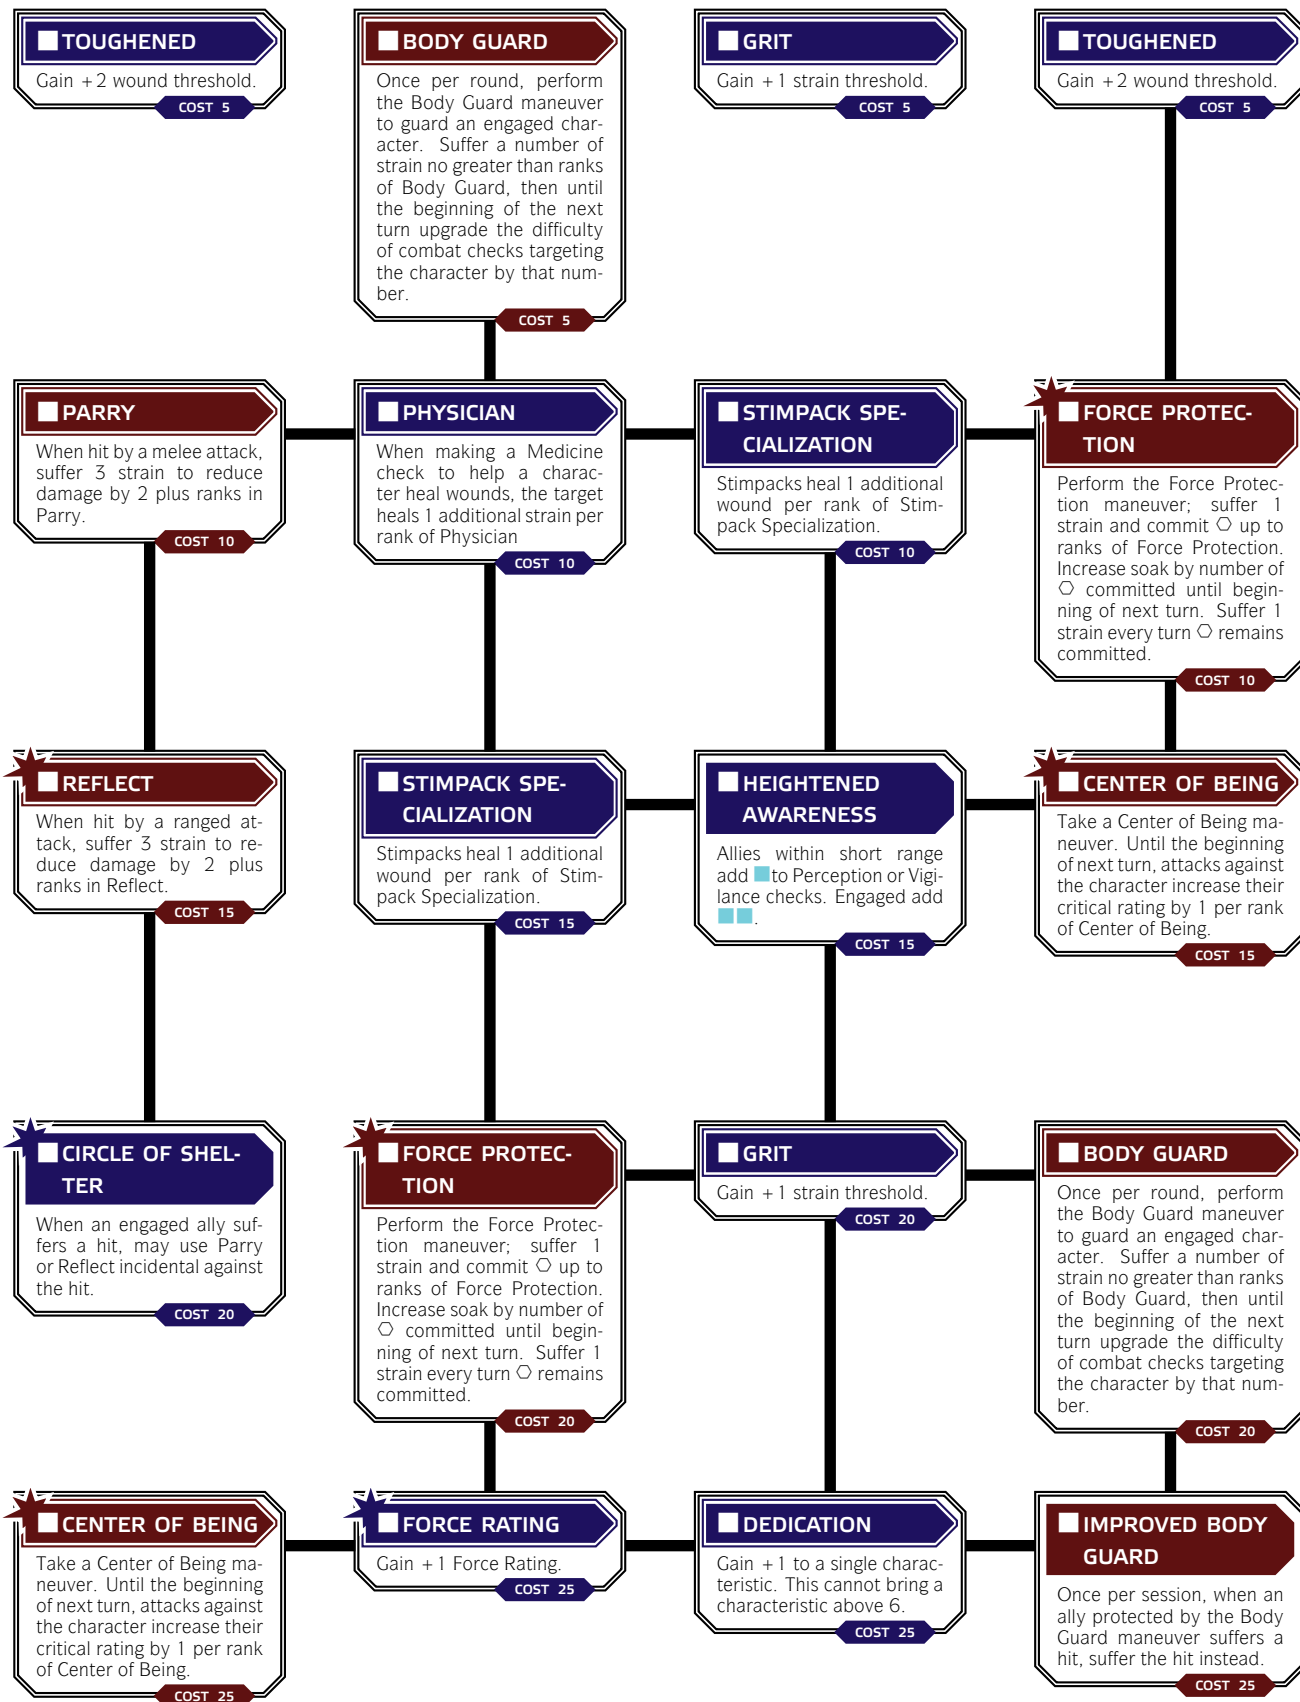 TOUGHENED
Gain +2 wound threshold.
COST 5
BODY GUARD
Once per round, perform
the Body Guard maneuver
to guard an engaged char-
acter. Suffer a number of
strain no greater than ranks
of Body Guard, then until
the beginning of the next
turn upgrade the difficulty
of combat checks targeting
the character by that num-
ber.
COST 5
GRIT
Gain +1 strain threshold.
COST 5
TOUGHENED
Gain +2 wound threshold.
COST 5
PARRY
When hit by a melee attack,
suffer 3 strain to reduce
damage by 2 plus ranks in
Parry.
COST 10
PHYSICIAN
When making a Medicine
check to help a charac-
ter heal wounds, the target
heals 1 additional strain per
rank of Physician
COST 10
STIMPACK SPE-
CIALIZATION
Stimpacks heal 1 additional
wound per rank of Stim-
pack Specialization.
COST 10
FORCE PROTEC-
TION
Perform the Force Protec-
tion maneuver; suffer 1
strain and commit ⬡ up to
ranks of Force Protection.
Increase soak by number of
⬡ committed until begin-
ning of next turn. Suffer 1
strain every turn ⬡ remains
committed.
COST 10
REFLECT
When hit by a ranged at-
tack, suffer 3 strain to re-
duce damage by 2 plus
ranks in Reflect.
COST 15
STIMPACK SPE-
CIALIZATION
Stimpacks heal 1 additional
wound per rank of Stim-
pack Specialization.
COST 15
HEIGHTENED
AWARENESS
Allies within short range
add ■ to Perception or Vigi-
lance checks. Engaged add
■■.
COST 15
CENTER OF BEING
Take a Center of Being ma-
neuver. Until the beginning
of next turn, attacks against
the character increase their
critical rating by 1 per rank
of Center of Being.
COST 15
CIRCLE OF SHEL-
TER
When an engaged ally suf-
fers a hit, may use Parry
or Reflect incidental against
the hit.
COST 20
FORCE PROTEC-
TION
Perform the Force Protec-
tion maneuver; suffer 1
strain and commit ⬡ up to
ranks of Force Protection.
Increase soak by number of
⬡ committed until begin-
ning of next turn. Suffer 1
strain every turn ⬡ remains
committed.
COST 20
GRIT
Gain +1 strain threshold.
COST 20
BODY GUARD
Once per round, perform
the Body Guard maneuver
to guard an engaged char-
acter. Suffer a number of
strain no greater than ranks
of Body Guard, then until
the beginning of the next
turn upgrade the difficulty
of combat checks targeting
the character by that num-
ber.
COST 20
CENTER OF BEING
Take a Center of Being ma-
neuver. Until the beginning
of next turn, attacks against
the character increase their
critical rating by 1 per rank
of Center of Being.
COST 25
FORCE RATING
Gain +1 Force Rating.
COST 25
DEDICATION
Gain +1 to a single charac-
teristic. This cannot bring a
characteristic above 6.
COST 25
IMPROVED BODY
GUARD
Once per session, when an
ally protected by the Body
Guard maneuver suffers a
hit, suffer the hit instead.
COST 25